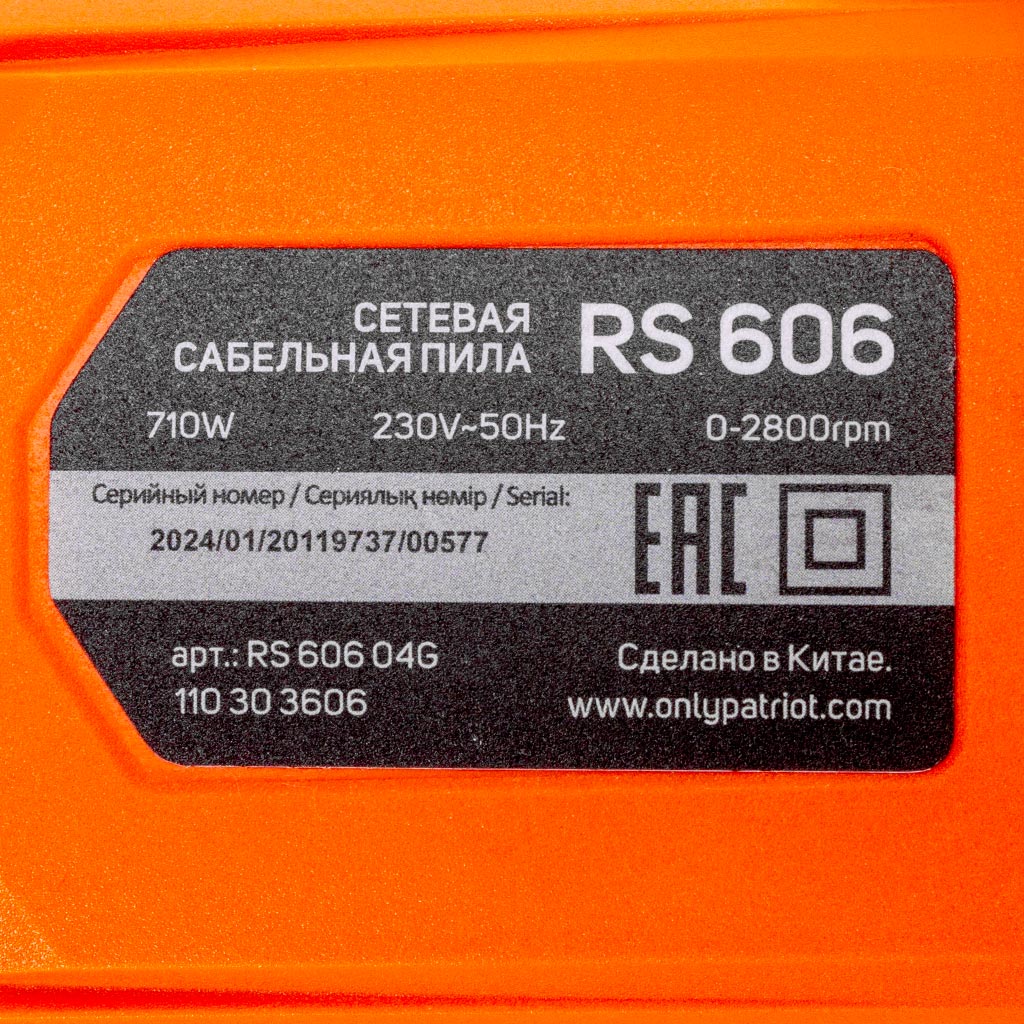 СЕТЕВАЯ
САБЕЛЬНАЯ ПИЛА
RS 606
710W 230V~50Hz 0-2800rpm
Серийный номер / Сериялық нөмір / Serial:
2024/01/20119737/00577
EAC
арт.: RS 606 04G
110 30 3606
Сделано в Китае.
www.onlypatriot.com